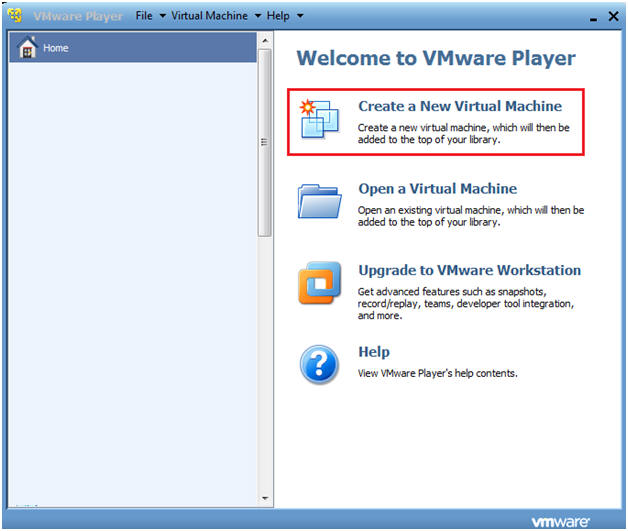 VMware Player File Virtual Machine Help
Home
Welcome to VMware Player
Create a New Virtual Machine
Create a new virtual machine, which will then be
added to the top of your library.
Open a Virtual Machine
Open an existing virtual machine, which will then be
added to the top of your library.
Upgrade to VMware Workstation
Get advanced features such as snapshots,
record/replay, teams, developer tool integration,
and more.
Help
View VMware Player's help contents.
vmware